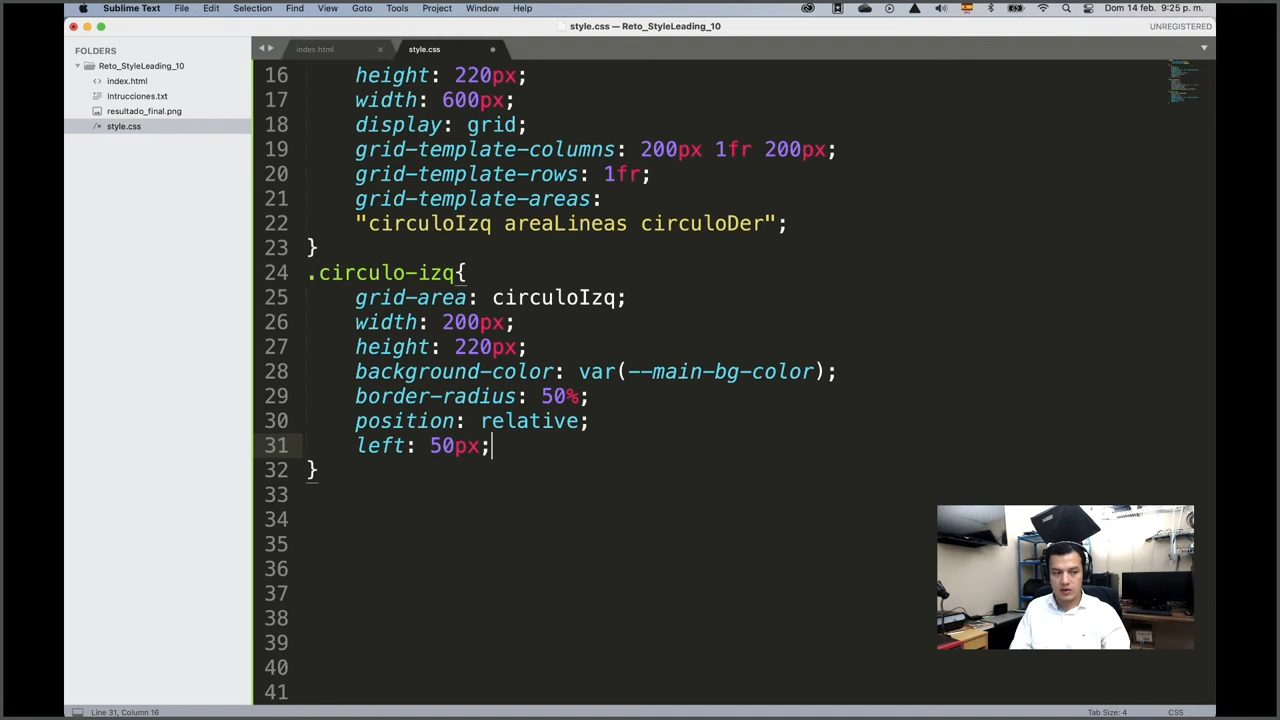 Sublime Text File Edit Selection Find View Goto Tools Project Window Help Dom 14 feb. 9:25 p. m.
style.css — Reto_StyleLeading_10 UNREGISTERED
FOLDERS
Reto_StyleLeading_10
index.html
Intrucciones.txt
resultado_final.png
style.css
index.html style.css
16 height: 220px;
17 width: 600px;
18 display: grid;
19 grid-template-columns: 200px 1fr 200px;
20 grid-template-rows: 1fr;
21 grid-template-areas:
22 "circuloIzq areaLineas circuloDer";
23 }
24 .circulo-izq{
25 grid-area: circuloIzq;
26 width: 200px;
27 height: 220px;
28 background-color: var(--main-bg-color);
29 border-radius: 50%;
30 position: relative;
31 left: 50px;
32 }
33
34
35
36
37
38
39
40
41
Line 31, Column 16 Tab Size: 4 CSS